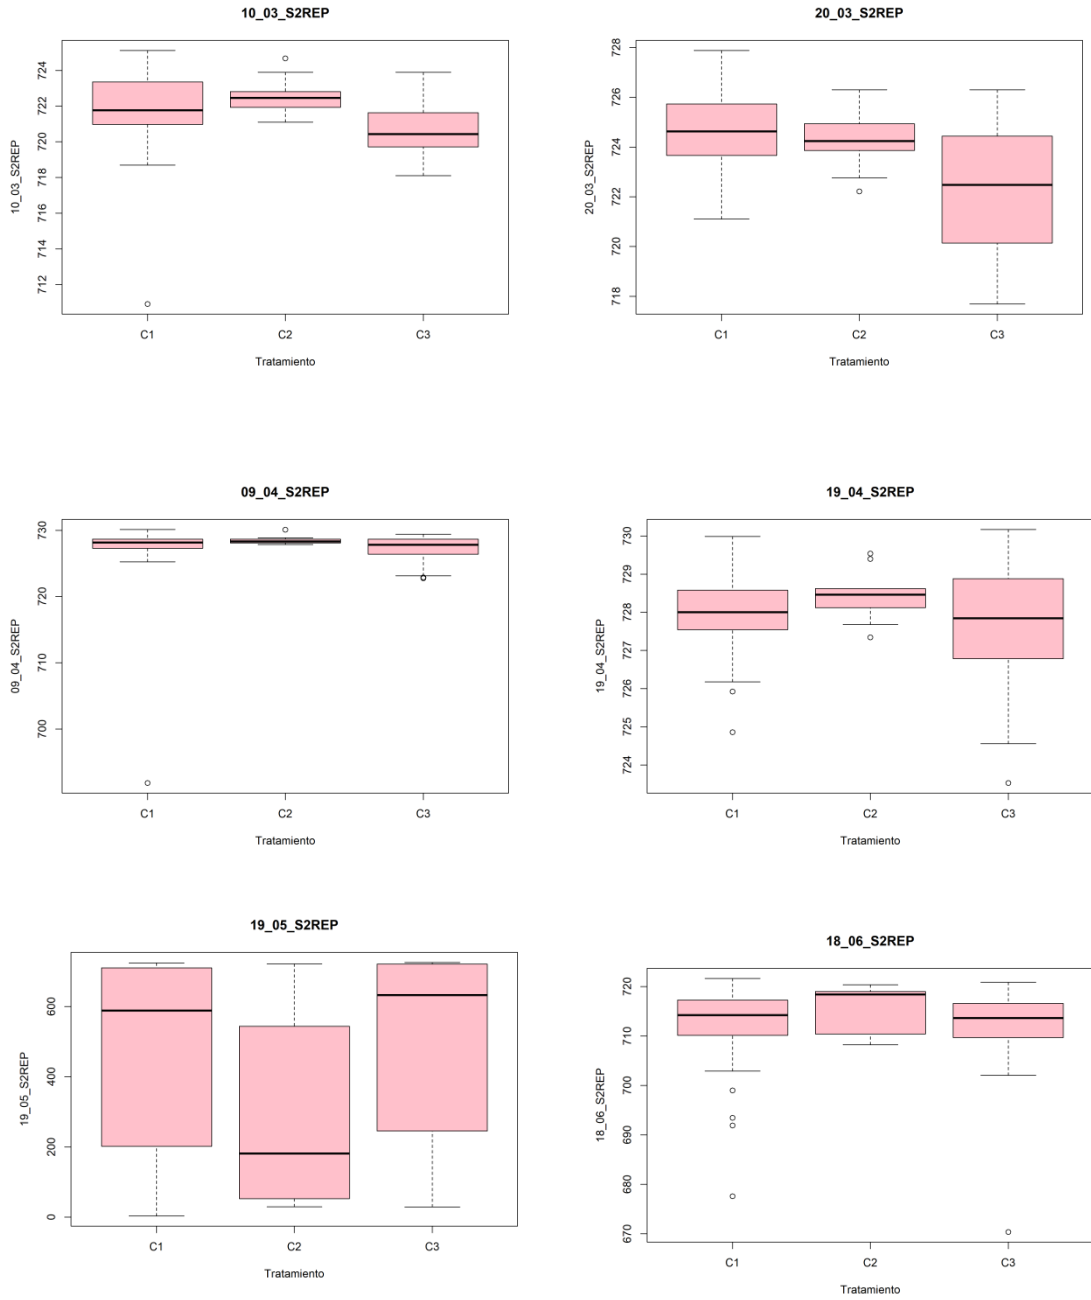 10_03_S2REP
10_03_S2REP
712
714
716
718
720
722
724
C1
C2
C3
Tratamiento
20_03_S2REP
20_03_S2REP
718
720
722
724
726
728
C1
C2
C3
Tratamiento
09_04_S2REP
09_04_S2REP
700
710
720
730
C1
C2
C3
Tratamiento
19_04_S2REP
19_04_S2REP
724
725
726
727
728
729
730
C1
C2
C3
Tratamiento
19_05_S2REP
19_05_S2REP
0
200
400
600
C1
C2
C3
Tratamiento
18_06_S2REP
18_06_S2REP
670
680
690
700
710
720
C1
C2
C3
Tratamiento